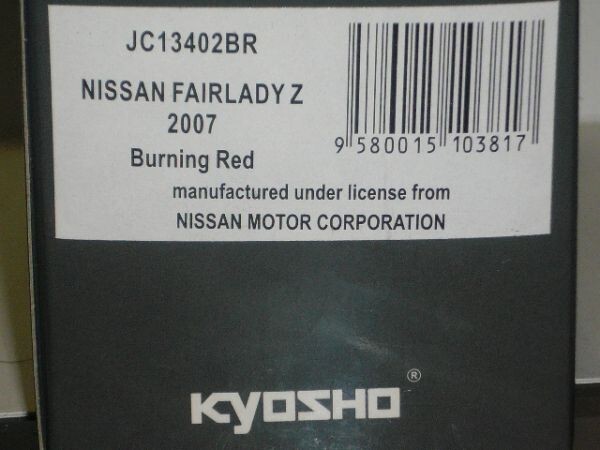 JC13402BR
NISSAN FAIRLADY Z
2007
Burning Red
9 580015 103817
manufactured under license from
NISSAN MOTOR CORPORATION
KYOSHO®